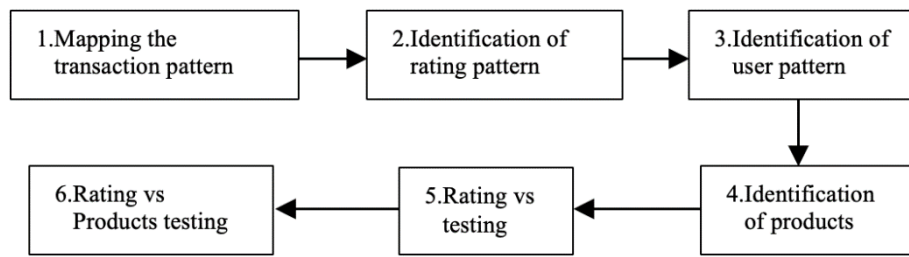 1.Mapping the
transaction pattern
2.Identification of
rating pattern
3.Identification of
user pattern
4.Identification
of products
5.Rating vs
testing
6.Rating vs
Products testing